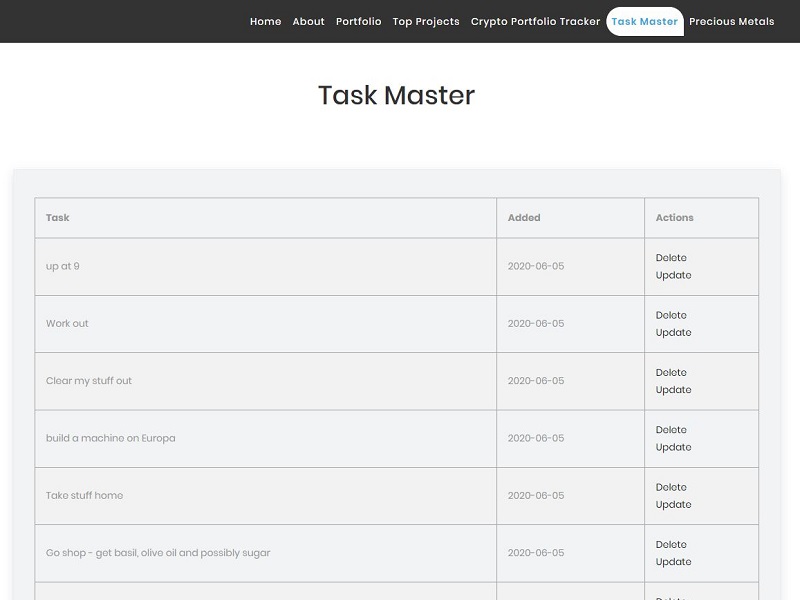 Home About Portfolio Top Projects Crypto Portfolio Tracker Task Master Precious Metals
Task Master
Task Added Actions
up at 9 2020-06-05 Delete
Update
Work out 2020-06-05 Delete
Update
Clear my stuff out 2020-06-05 Delete
Update
build a machine on Europa 2020-06-05 Delete
Update
Take stuff home 2020-06-05 Delete
Update
Go shop - get basil, olive oil and possibly sugar 2020-06-05 Delete
Update